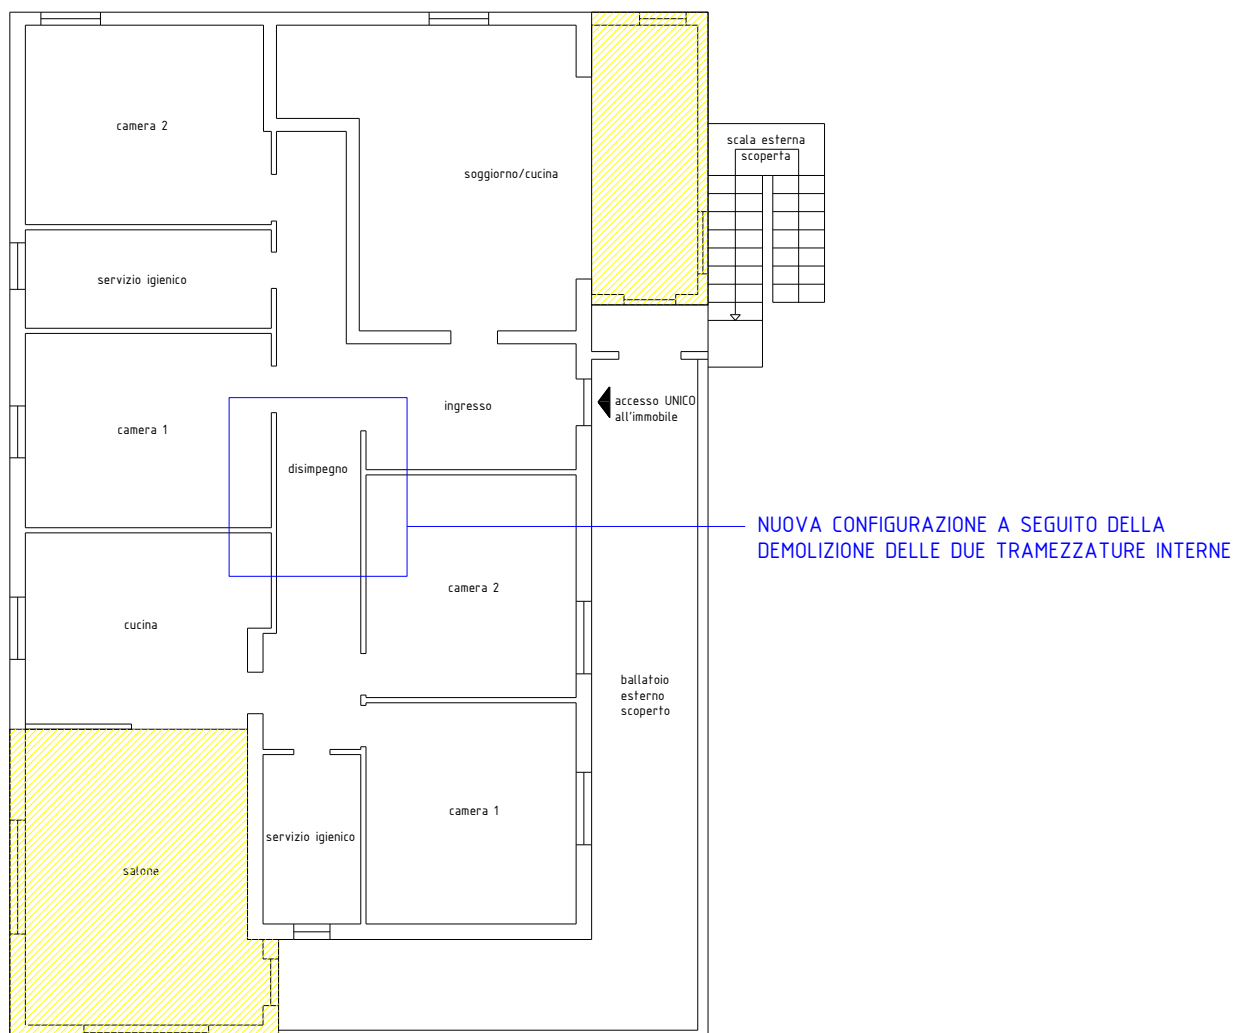 camera 2
scala esterna
scoperta
soggiorno/cucina
servizio igienico
accesso UNICO
all'immobile
ingresso
camera 1
disimpegno
NUOVA CONFIGURAZIONE A SEGUITO DELLA
DEMOLIZIONE DELLE DUE TRAMEZZATURE INTERNE
camera 2
cucina
ballatoio
esterno
scoperto
camera 1
servizio igienico
salone